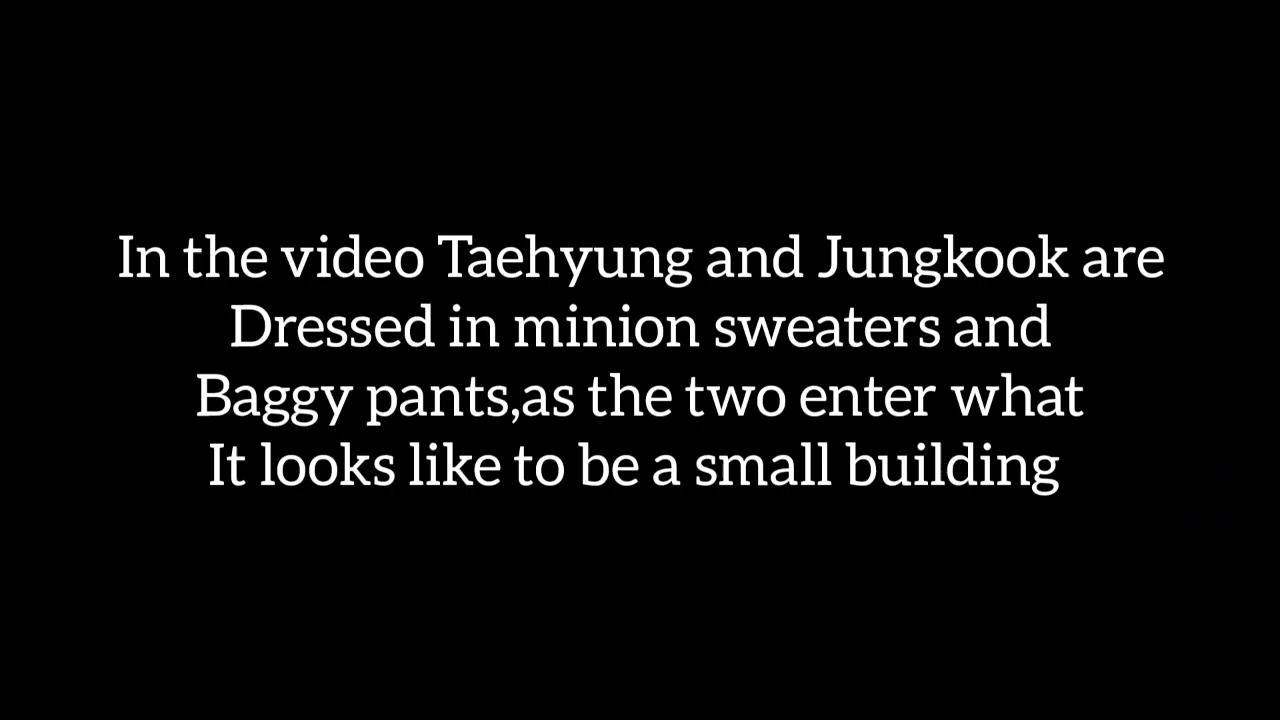 In the video Taehyung and Jungkook are
Dressed in minion sweaters and
Baggy pants,as the two enter what
It looks like to be a small building